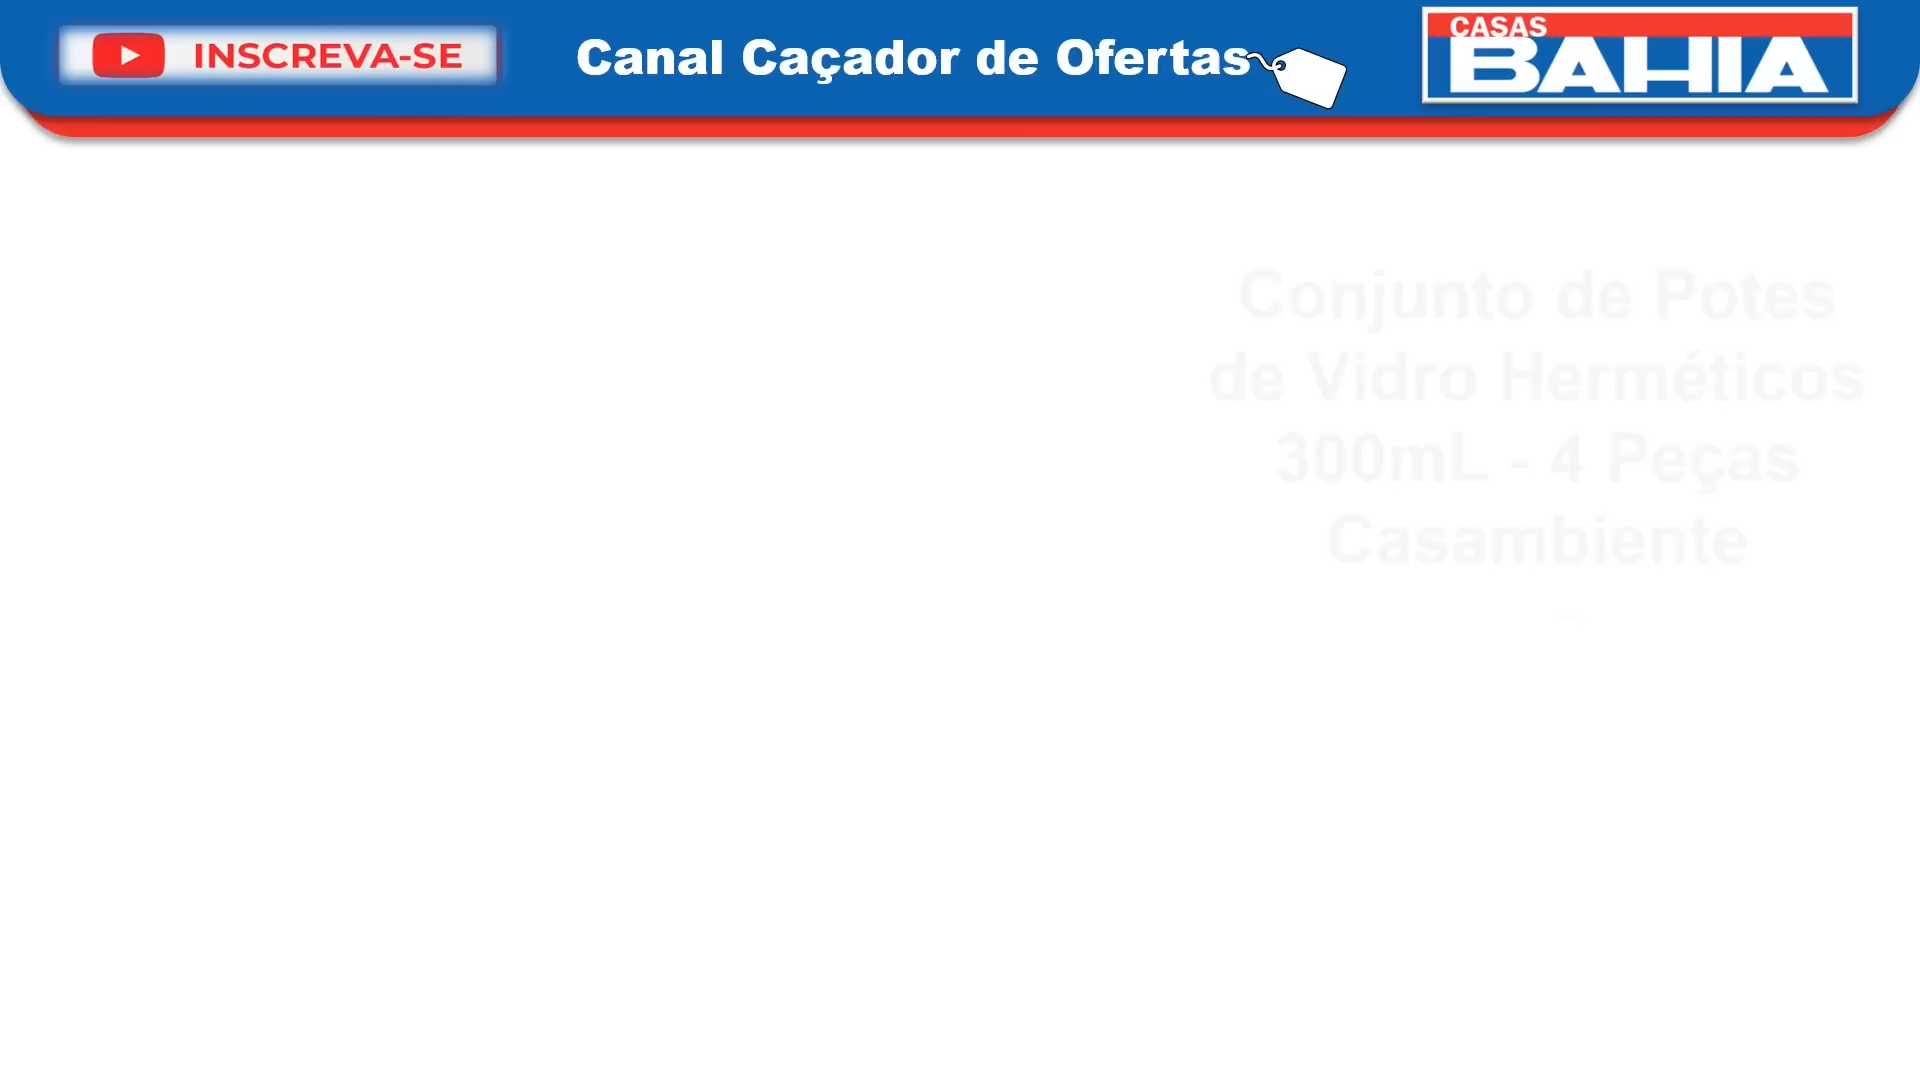 INSCREVA-SE
Canal Caçador de Ofertas
CASAS
BAHIA
Conjunto de Potes
de Vidro Herméticos
300mL - 4 Peças
Casambiente